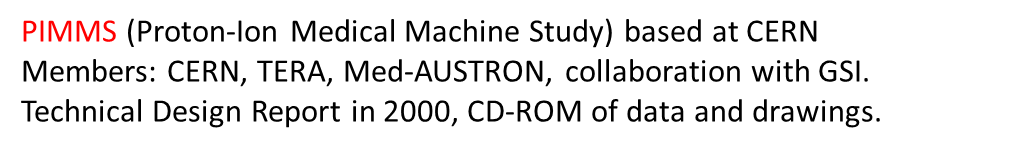 PIMMS (Proton-Ion Medical Machine Study) based at CERN
Members: CERN, TERA, Med-AUSTRON, collaboration with GSI.
Technical Design Report in 2000, CD-ROM of data and drawings.